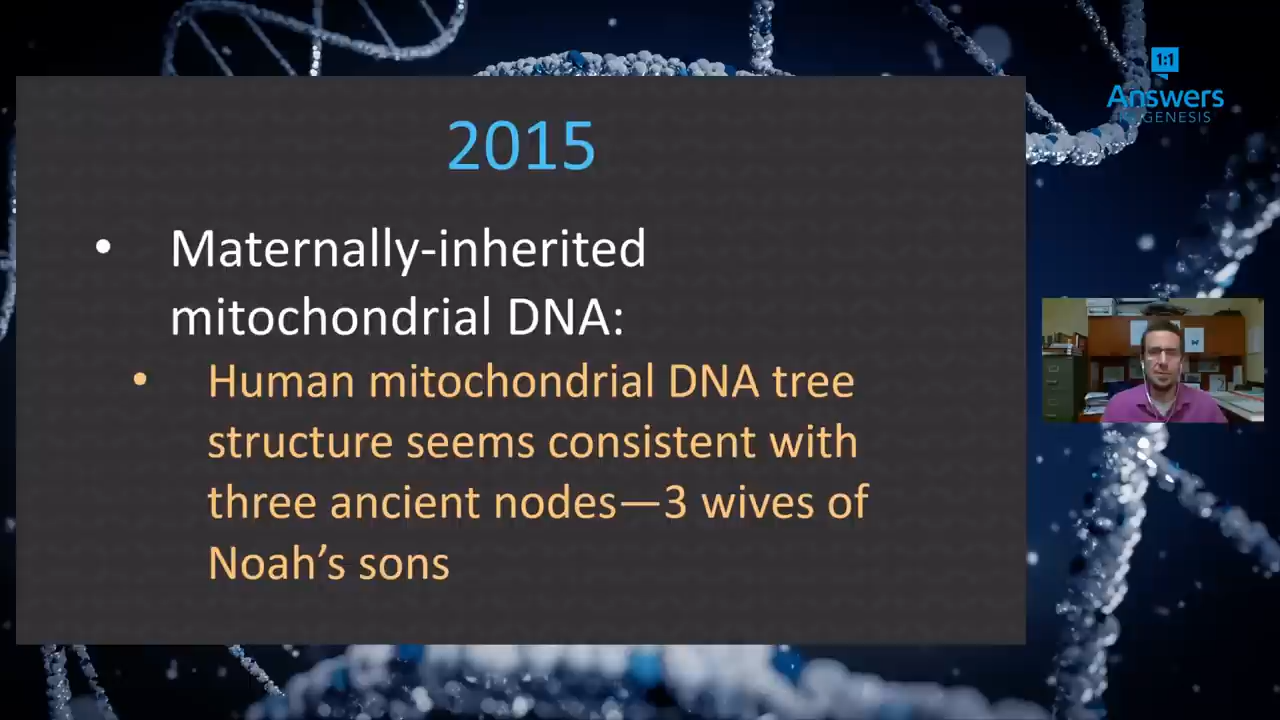 1:1
Answers
IN GENESIS
2015
• Maternally-inherited
mitochondrial DNA:
• Human mitochondrial DNA tree
structure seems consistent with
three ancient nodes—3 wives of
Noah’s sons